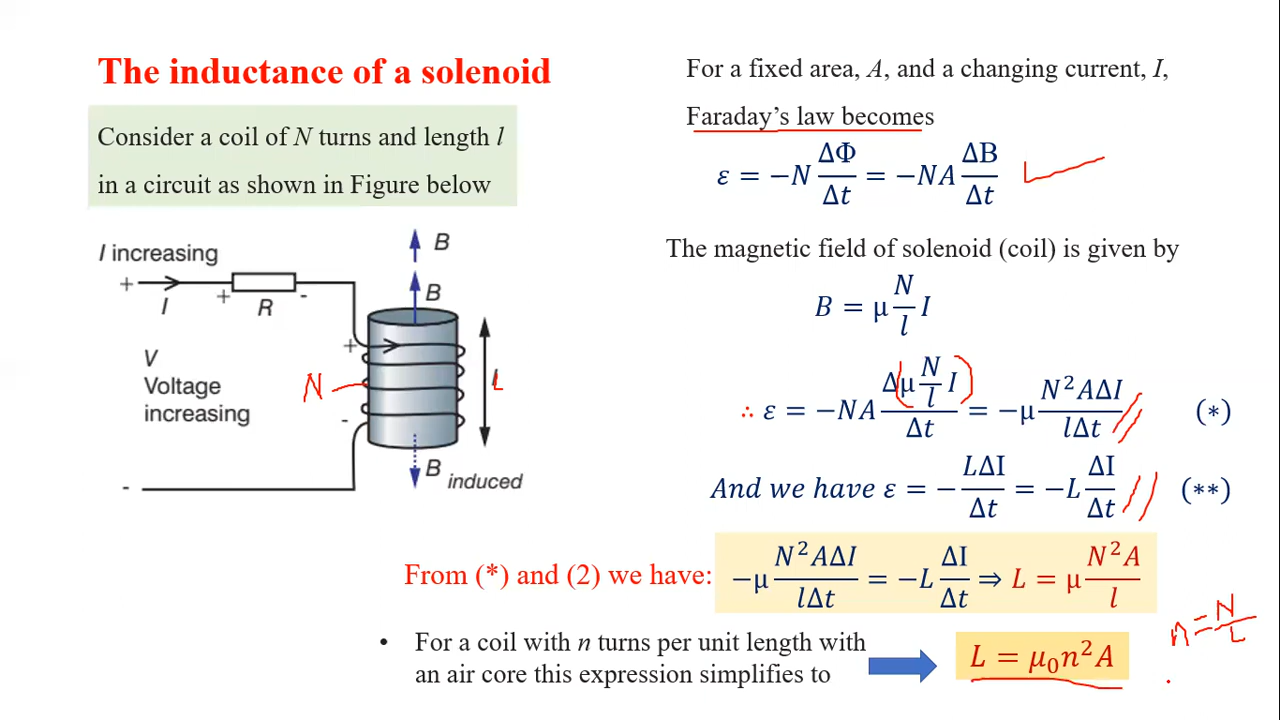 The inductance of a solenoid
Consider a coil of N turns and length l
in a circuit as shown in Figure below
I increasing
+
I
+
R
-
B
B
+
V
Voltage
increasing
N
l
L
-
B induced
-
For a fixed area, A, and a changing current, I,
Faraday's law becomes
ε = −N ΔΦ/Δt = −NA ΔB/Δt
The magnetic field of solenoid (coil) is given by
B = μ N/l I
∴ ε = −NA Δ(μ N/l I)/Δt = −μ N²AΔI/lΔt (∗)
And we have ε = − LΔI/Δt = −L ΔI/Δt (∗∗)
From (*) and (2) we have: −μ N²AΔI/lΔt = −L ΔI/Δt ⇒ L = μ N²A/l
• For a coil with n turns per unit length with
an air core this expression simplifies to
L = μ₀n²A
n = N/L